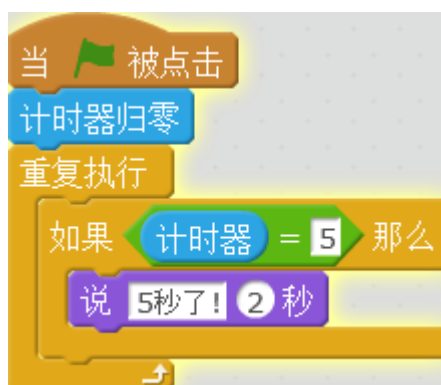 当 被点击
计时器归零
重复执行
如果 计时器 = 5 那么
说 5秒了! 2 秒